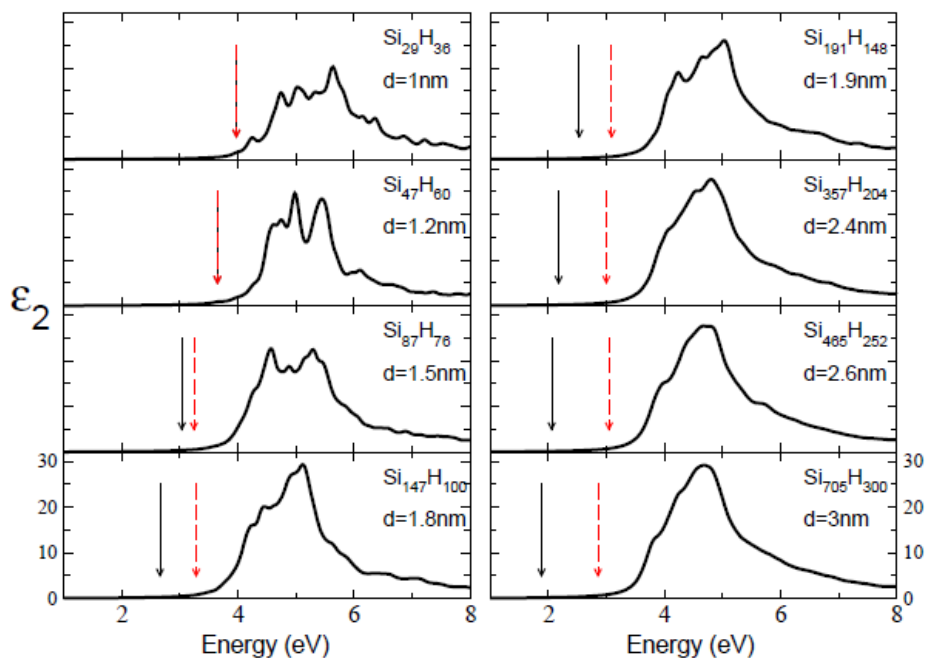 Si29H36
d=1nm
Si47H60
d=1.2nm
Si87H76
d=1.5nm
Si147H100
d=1.8nm
Si191H148
d=1.9nm
Si357H204
d=2.4nm
Si465H252
d=2.6nm
Si705H300
d=3nm
ε2
30
20
10
0
30
20
10
0
2 4 6 8
2 4 6 8
Energy (eV)
Energy (eV)